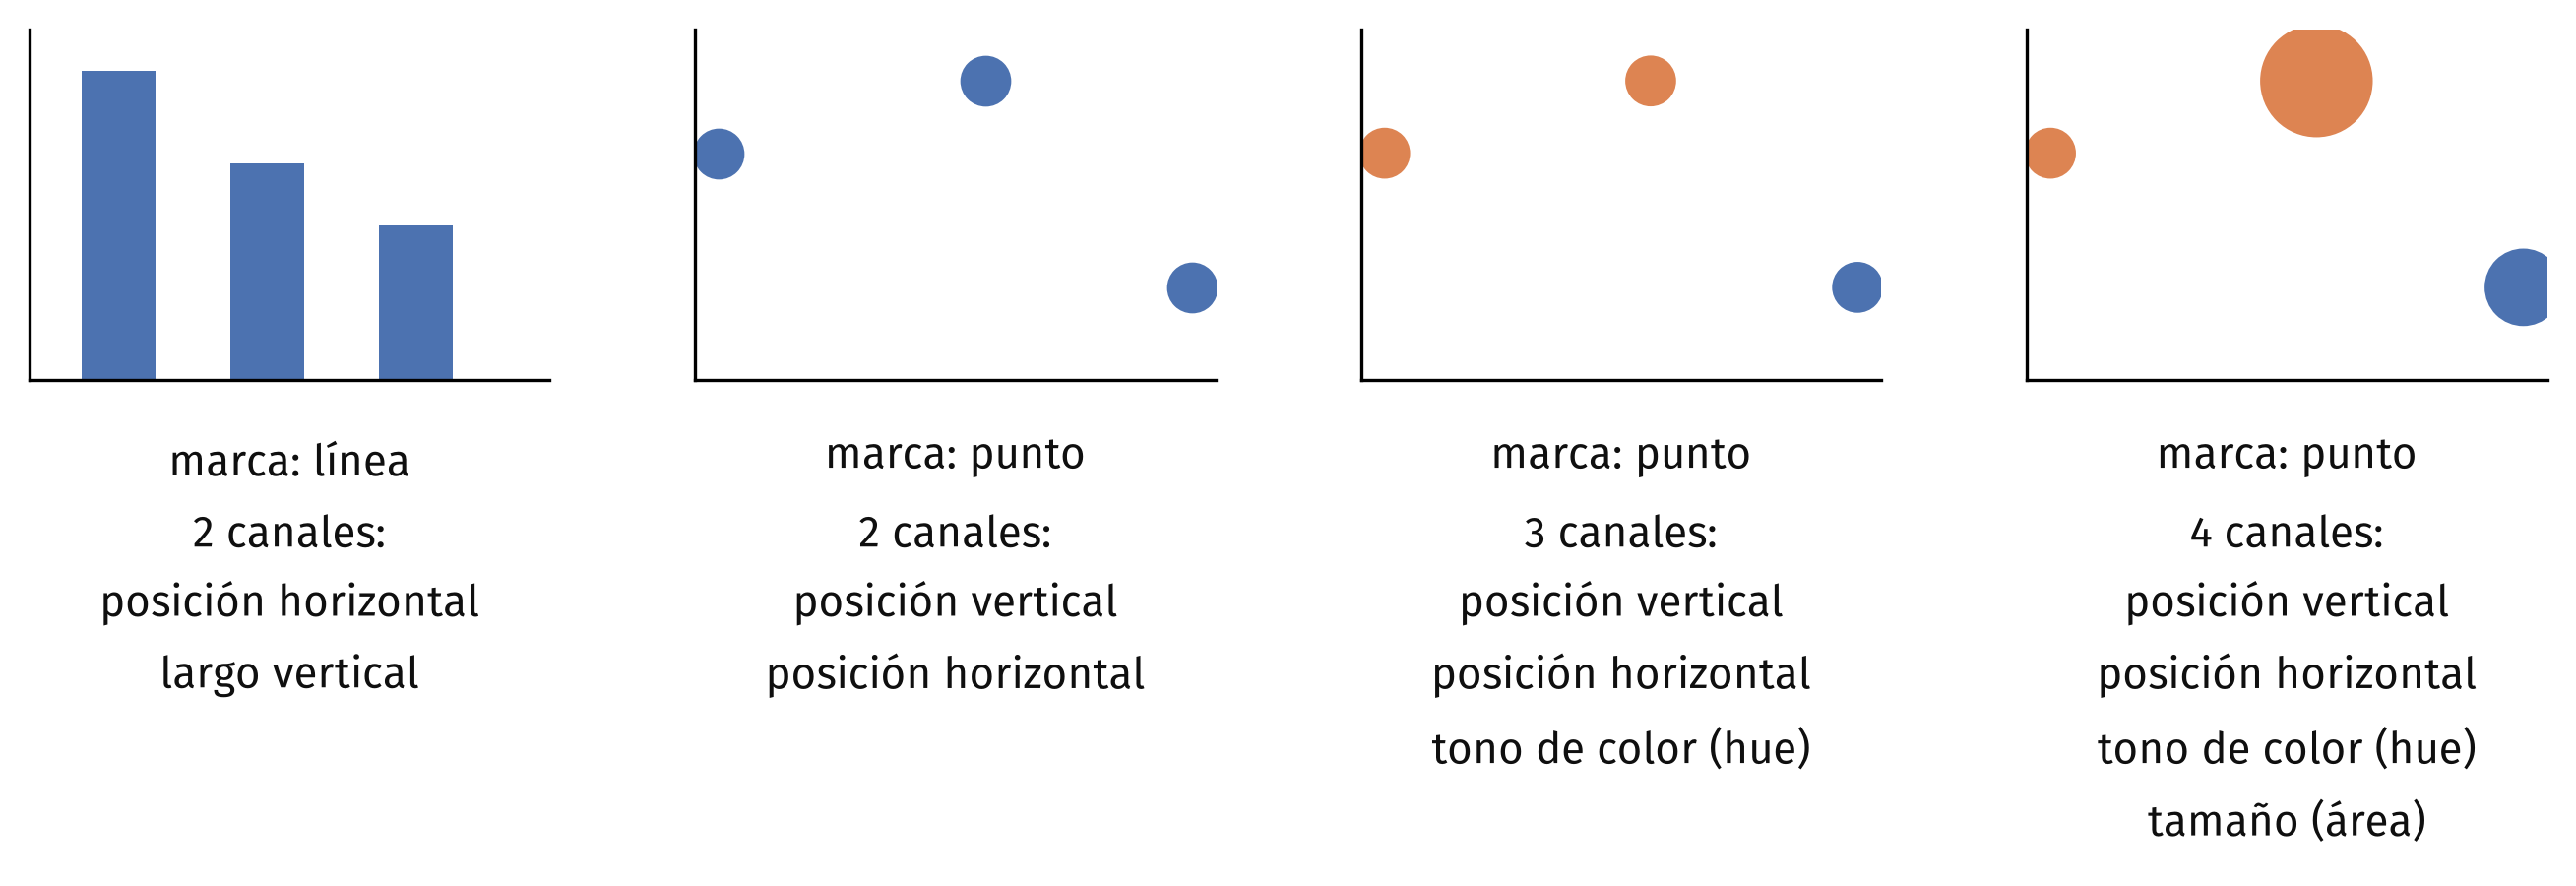 marca: línea
2 canales:
posición horizontal
largo vertical
marca: punto
2 canales:
posición vertical
posición horizontal
marca: punto
3 canales:
posición vertical
posición horizontal
tono de color (hue)
marca: punto
4 canales:
posición vertical
posición horizontal
tono de color (hue)
tamaño (área)